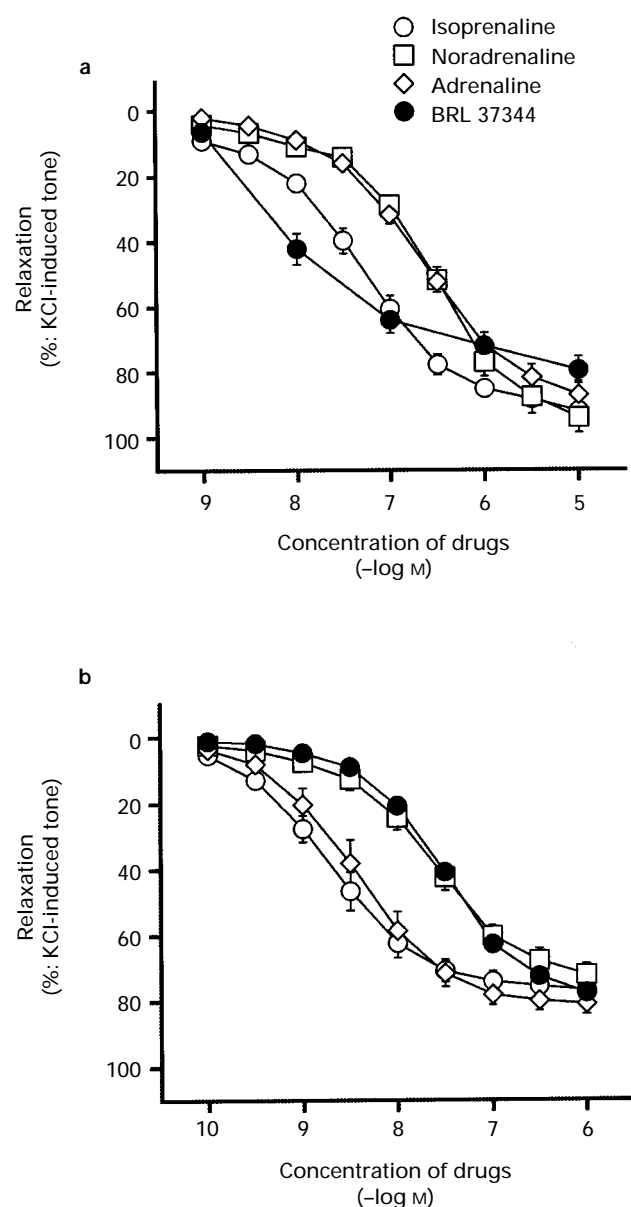 Isoprenaline
Noradrenaline
Adrenaline
BRL 37344
a
0
20
40
60
80
100
Relaxation
(%: KCl-induced tone)
9 8 7 6 5
Concentration of drugs
(–log M)
b
0
20
40
60
80
100
Relaxation
(%: KCl-induced tone)
10 9 8 7 6
Concentration of drugs
(–log M)